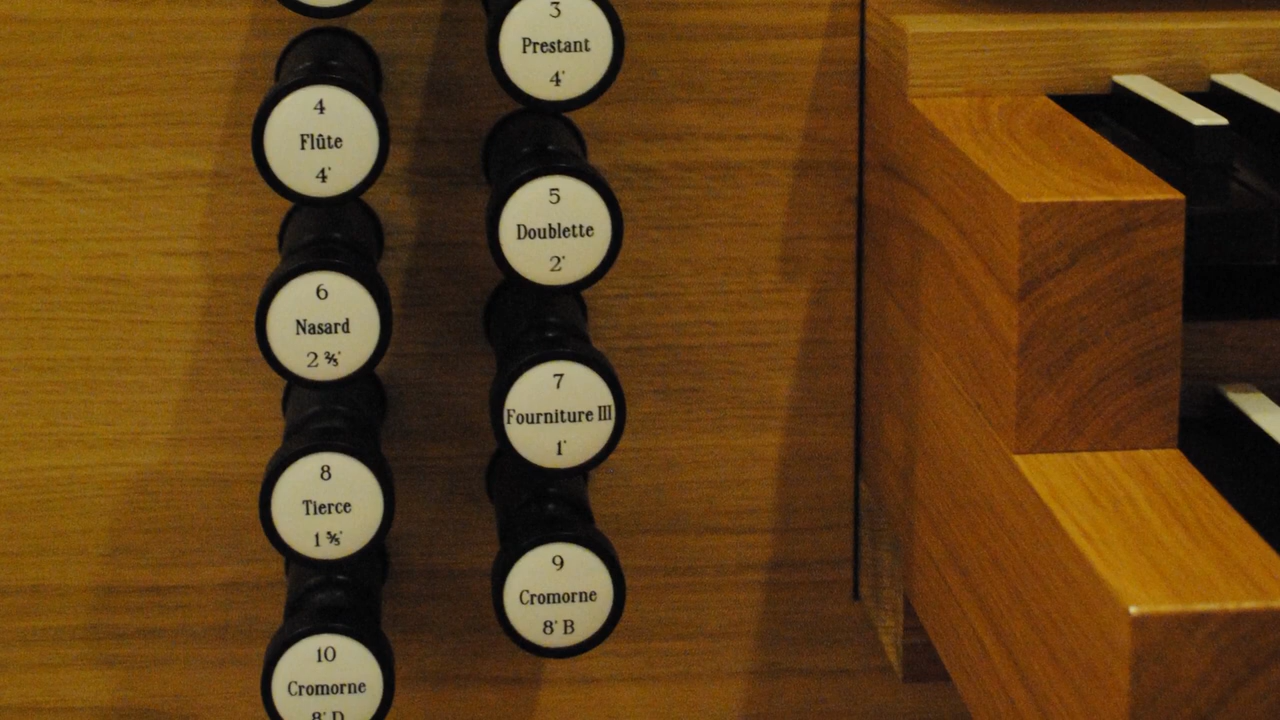 3
Prestant
4'
4
Flûte
4'
5
Doublette
2'
6
Nasard
2 ⅔'
7
Fourniture III
1'
8
Tierce
1 ⅗'
9
Cromorne
8' B
10
Cromorne
8' D